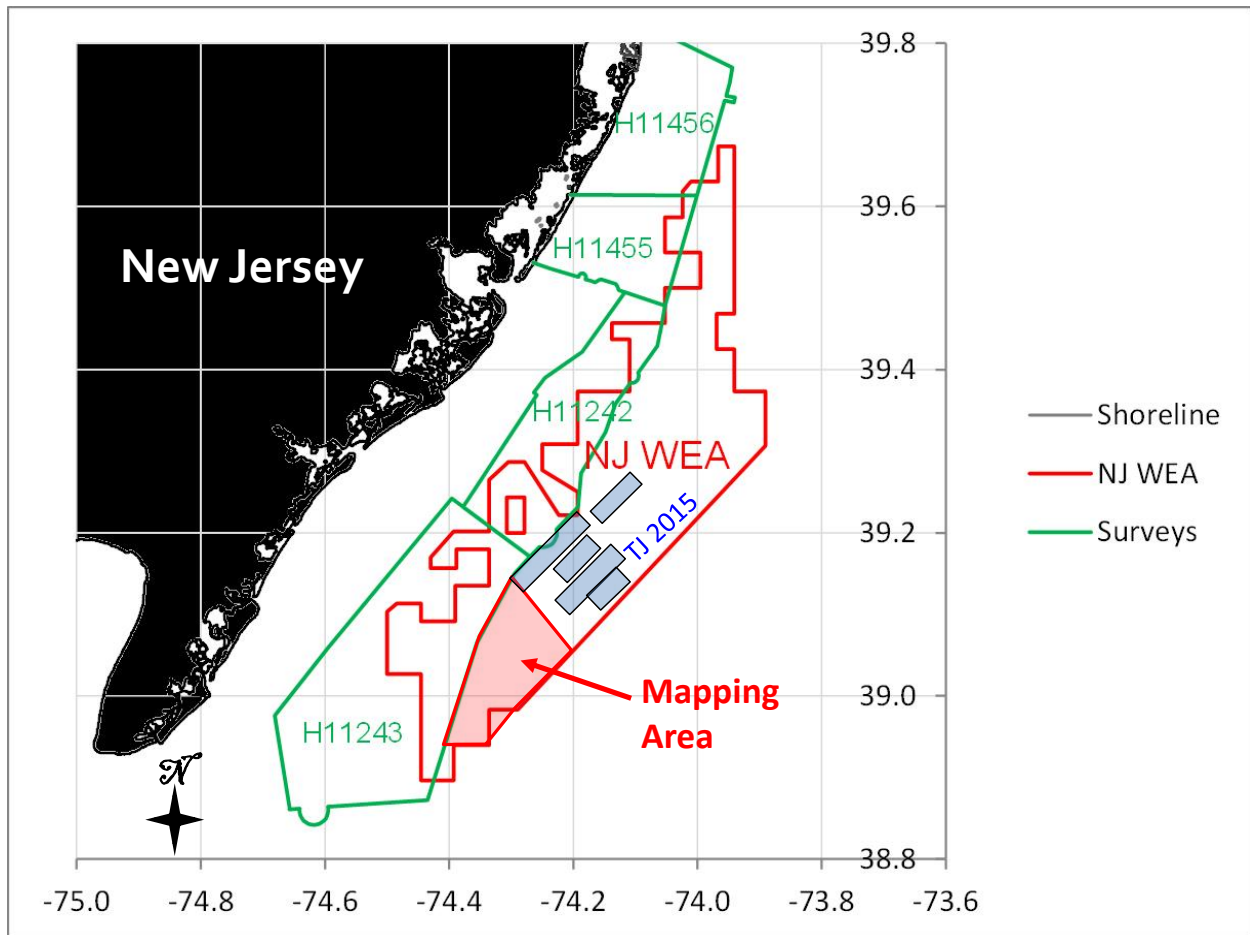 39.8
H11456
39.6
New Jersey
H11455
39.4
H11242
Shoreline
NJ WEA
NJ WEA
Surveys
TJ 2015
39.2
39.0
Mapping
Area
H11243
N
38.8
-75.0
-74.8
-74.6
-74.4
-74.2
-74.0
-73.8
-73.6